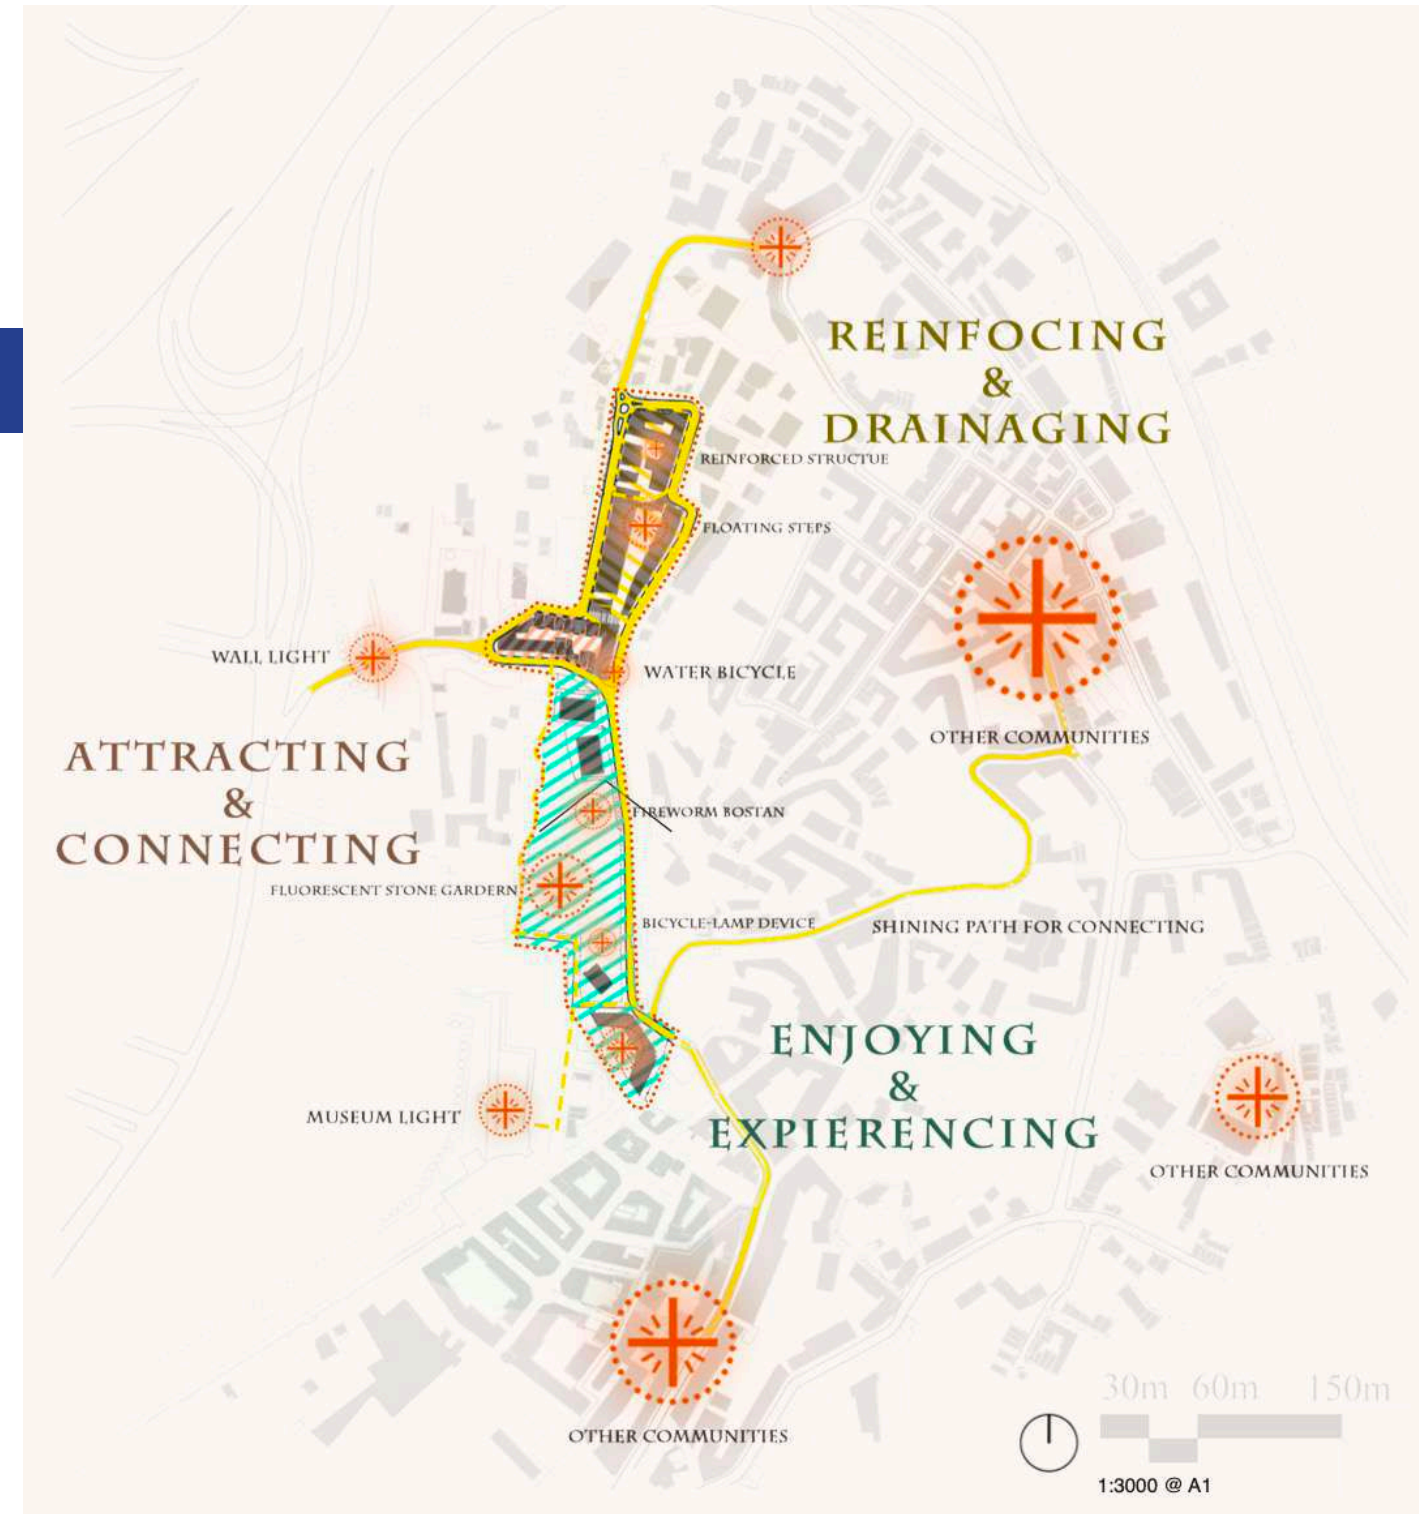 REINFOCING
&
DRAINAGING
REINFORCED STRUCTUE
FLOATING STEPS
WALL LIGHT
WATER BICYCLE
OTHER COMMUNITIES
ATTRACTING
&
CONNECTING
FIREWORM BOSTAN
FLUORESCENT STONE GARDERN
BICYCLE-LAMP DEVICE
SHINING PATH FOR CONNECTING
ENJOYING
&
EXPIERENCING
MUSEUM LIGHT
OTHER COMMUNITIES
OTHER COMMUNITIES
30m 60m 150m
1:3000 @ A1